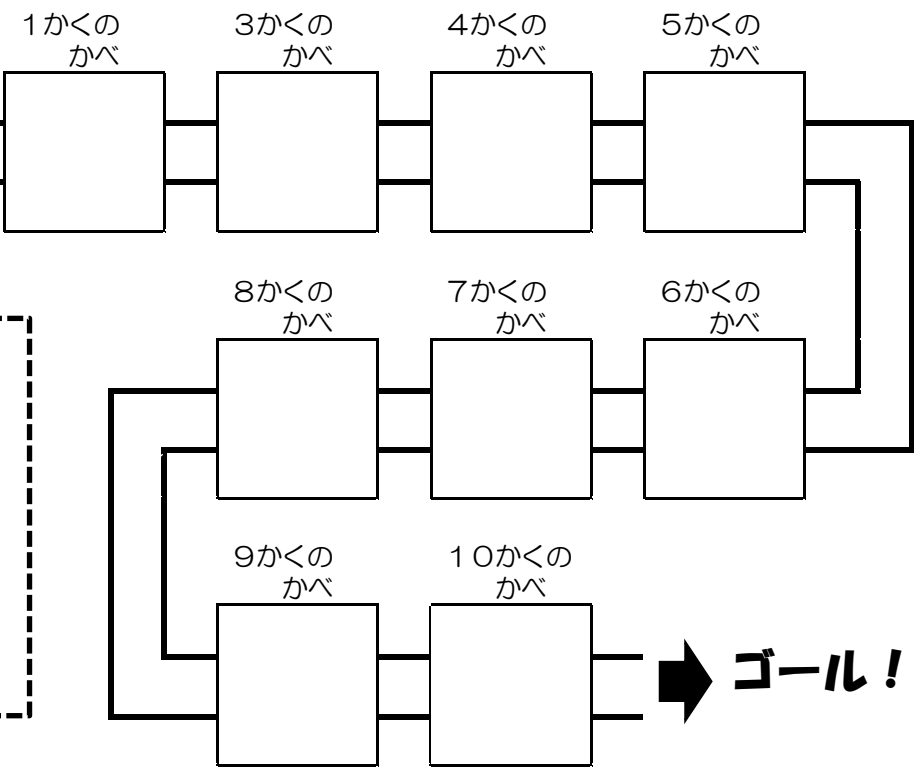 1かくの
かべ
3かくの
かべ
4かくの
かべ
5かくの
かべ
8かくの
かべ
7かくの
かべ
6かくの
かべ
9かくの
かべ
10かくの
かべ
ゴール！